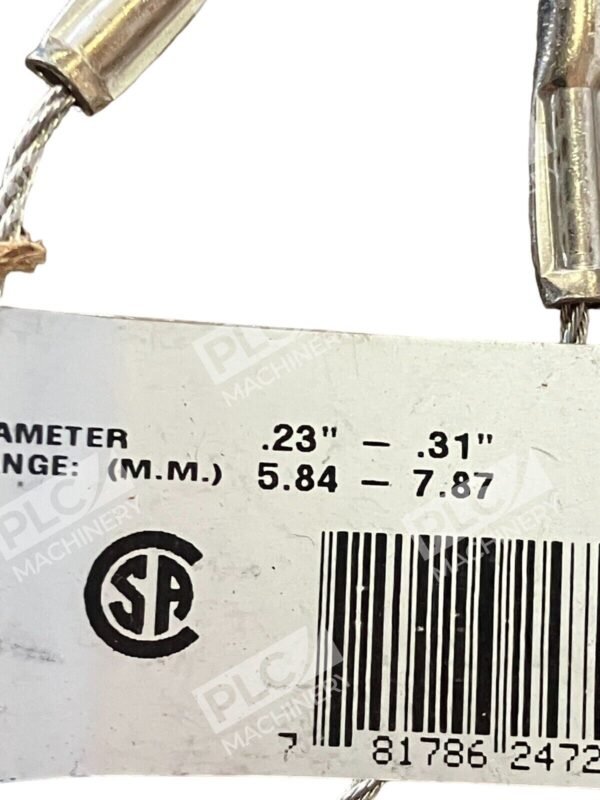 AMETER .23" — .31"
NGE: (M.M.) 5.84 — 7.87
SA
7 81786 2472
PLC MACHINERY
PLC MACHINERY
PLC MACHINERY
PLC MACHINERY